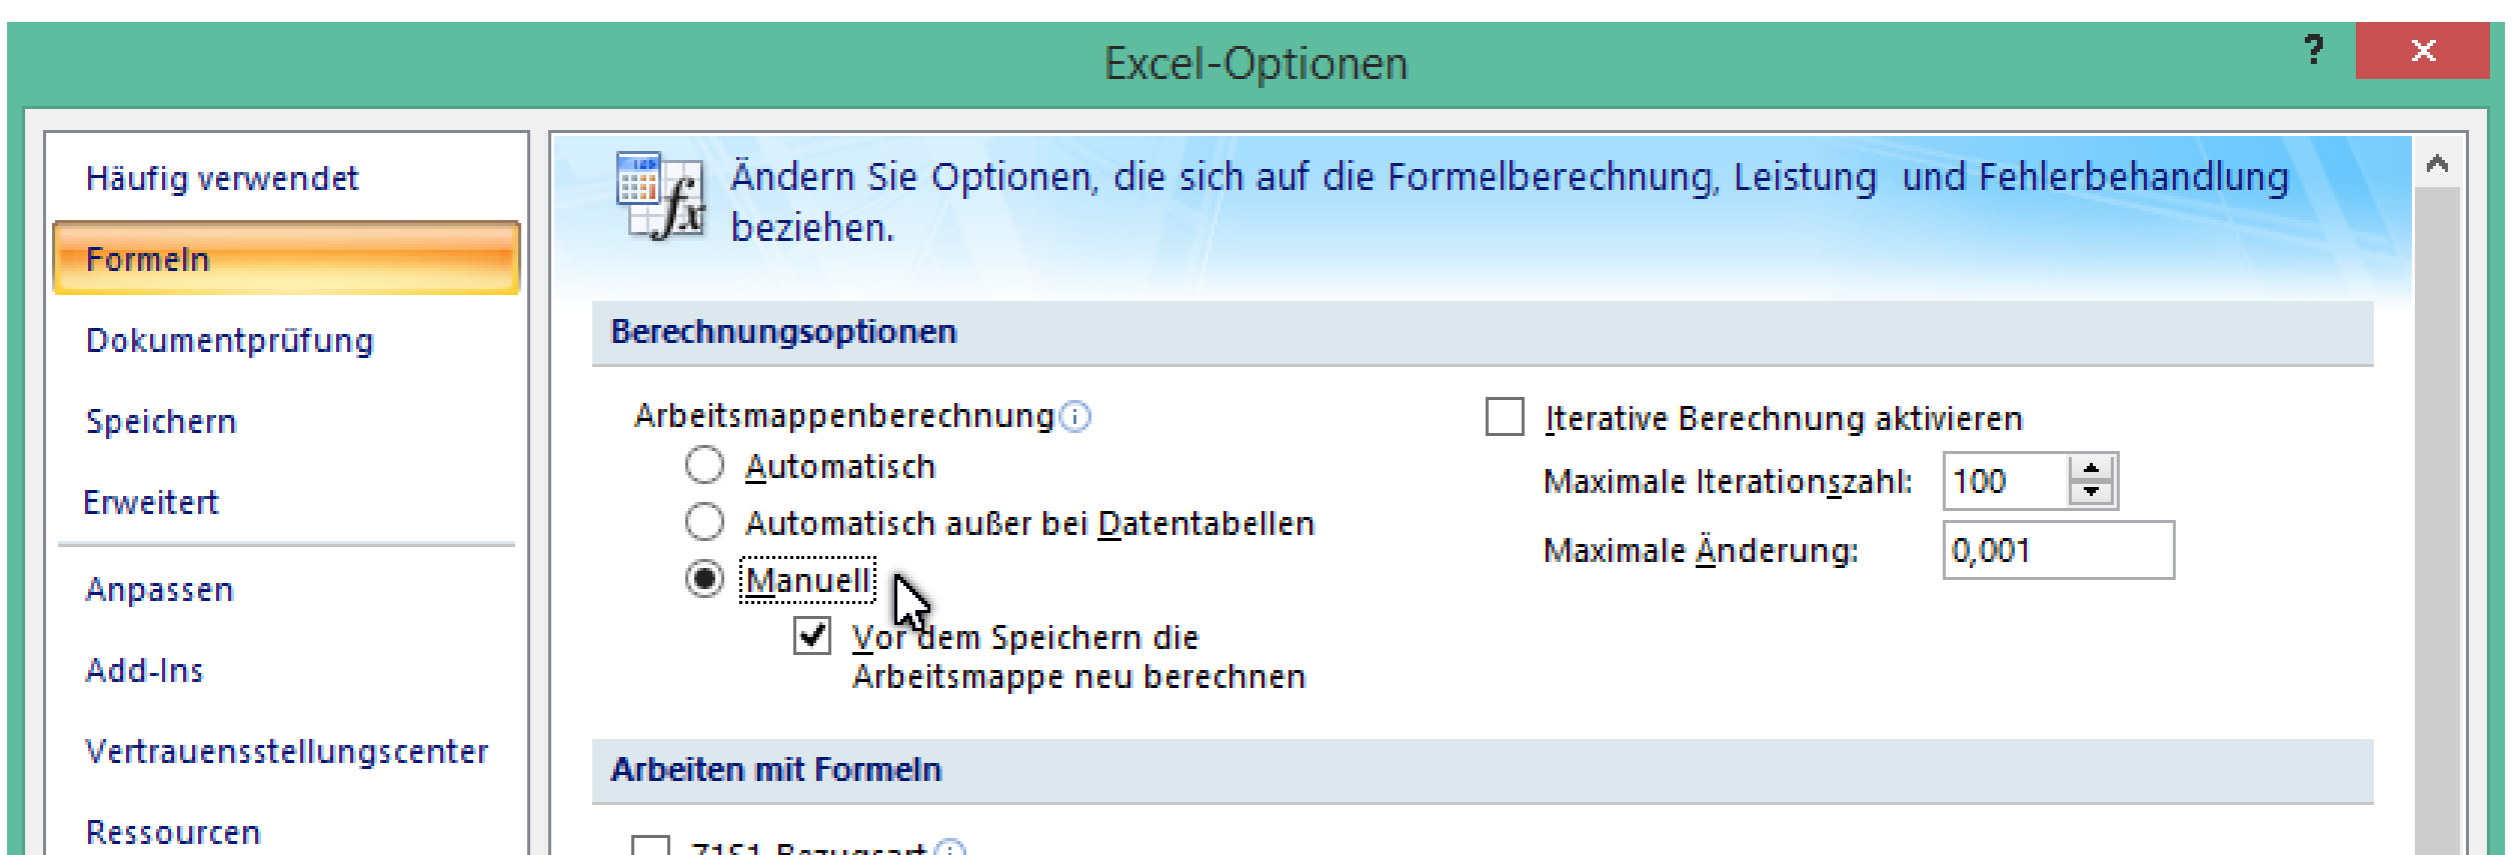 Excel-Optionen
?
Häufig verwendet
Formeln
Dokumentprüfung
Speichern
Erweitert
Anpassen
Add-Ins
Vertrauensstellungscenter
Ressourcen
Ändern Sie Optionen, die sich auf die Formelberechnung, Leistung und Fehlerbehandlung
beziehen.
Berechnungsoptionen
Arbeitsmappenberechnung
Automatisch
Automatisch außer bei Datentabellen
Manuell
Vor dem Speichern die
Arbeitsmappe neu berechnen
Iterative Berechnung aktivieren
Maximale Iterationszahl: 100
Maximale Änderung: 0,001
Arbeiten mit Formeln
Z1S1-Bezugsart